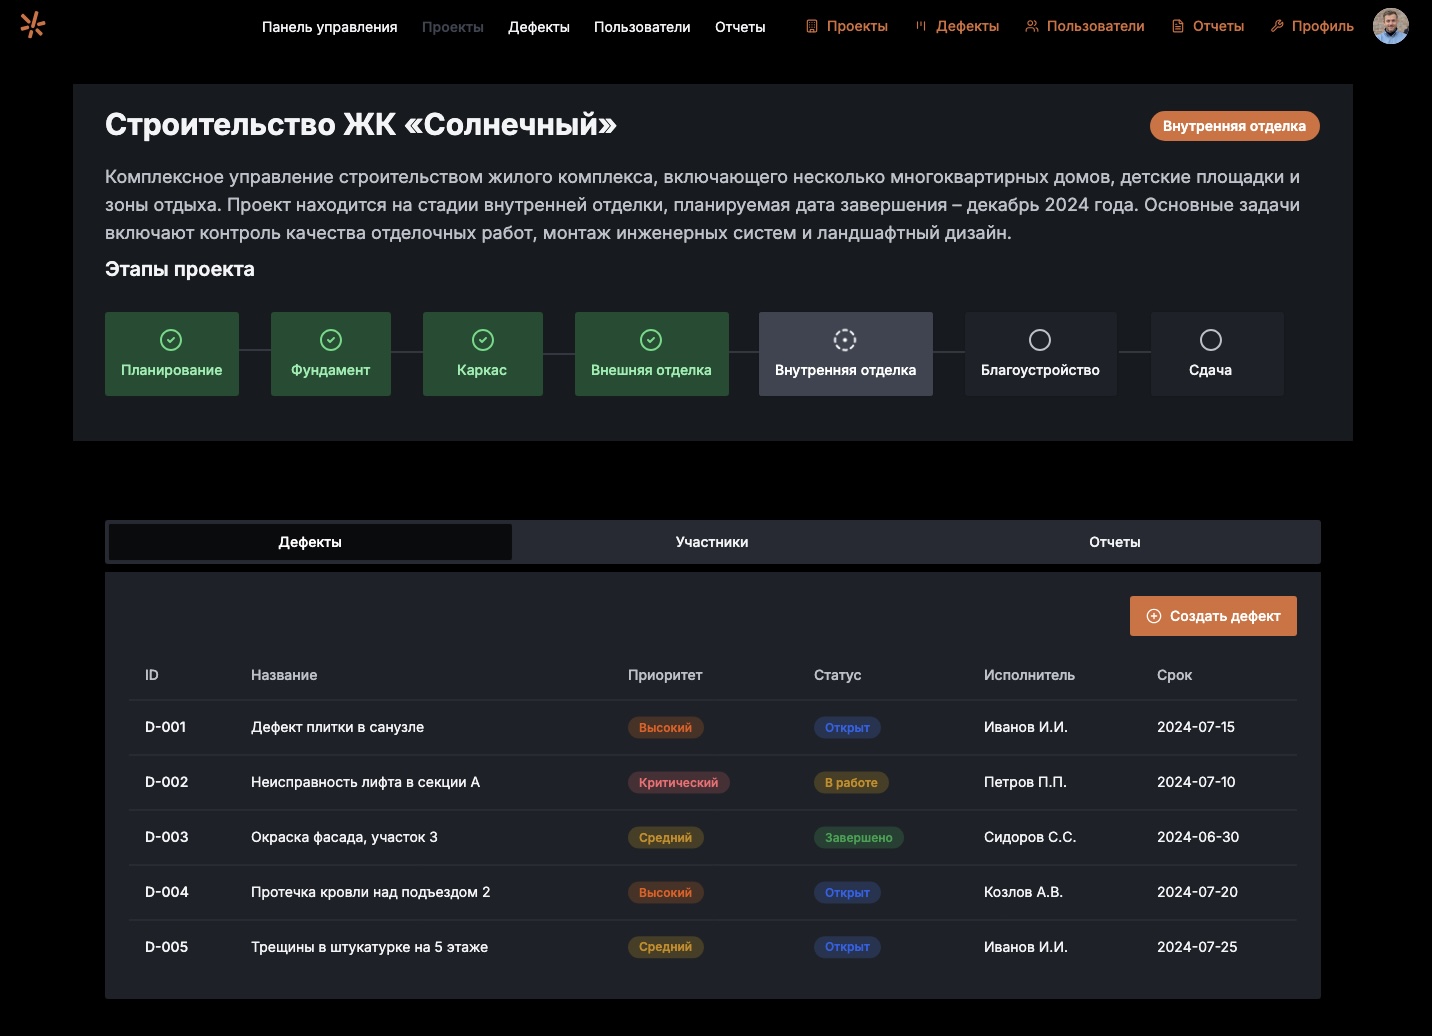 Панель управления Проекты Дефекты Пользователи Отчеты Проекты Дефекты Пользователи Отчеты Профиль
Строительство ЖК «Солнечный»
Внутренняя отделка
Комплексное управление строительством жилого комплекса, включающего несколько многоквартирных домов, детские площадки и
зоны отдыха. Проект находится на стадии внутренней отделки, планируемая дата завершения – декабрь 2024 года. Основные задачи
включают контроль качества отделочных работ, монтаж инженерных систем и ландшафтный дизайн.
Этапы проекта
Планирование Фундамент Каркас Внешняя отделка Внутренняя отделка Благоустройство Сдача
Дефекты Участники Отчеты
Создать дефект
ID Название Приоритет Статус Исполнитель Срок
D-001 Дефект плитки в санузле Высокий Открыт Иванов И.И. 2024-07-15
D-002 Неисправность лифта в секции А Критический В работе Петров П.П. 2024-07-10
D-003 Окраска фасада, участок 3 Средний Завершено Сидоров С.С. 2024-06-30
D-004 Протечка кровли над подъездом 2 Высокий Открыт Козлов А.В. 2024-07-20
D-005 Трещины в штукатурке на 5 этаже Средний Открыт Иванов И.И. 2024-07-25